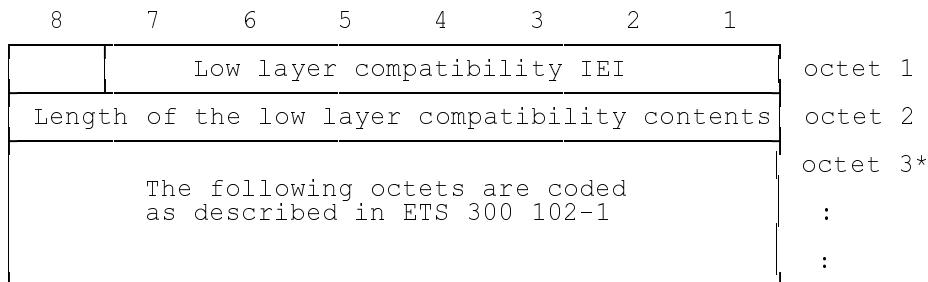 8 7 6 5 4 3 2 1
Low layer compatibility IEI octet 1
Length of the low layer compatibility contents octet 2
octet 3*
The following octets are coded
as described in ETS 300 102-1 :
: